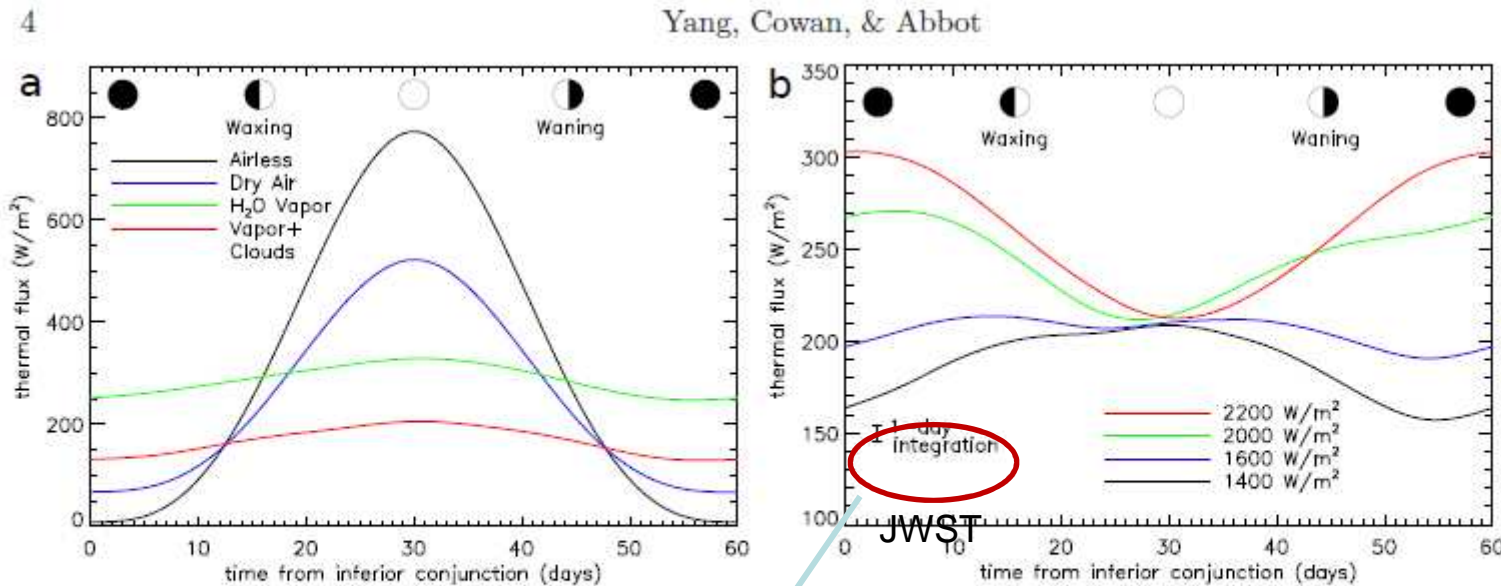 4
Yang, Cowan, & Abbot
a
Waxing
Waning
Airless
Dry Air
H₂O Vapor
Vapor+
Clouds
thermal flux (W/m²)
800
600
400
200
0
0 10 20 30 40 50 60
time from inferior conjunction (days)
b
Waxing
Waning
thermal flux (W/m²)
350
300
250
200
150
100
1 day
integration
2200 W/m²
2000 W/m²
1600 W/m²
1400 W/m²
JWST
0 10 20 30 40 50 60
time from inferior conjunction (days)